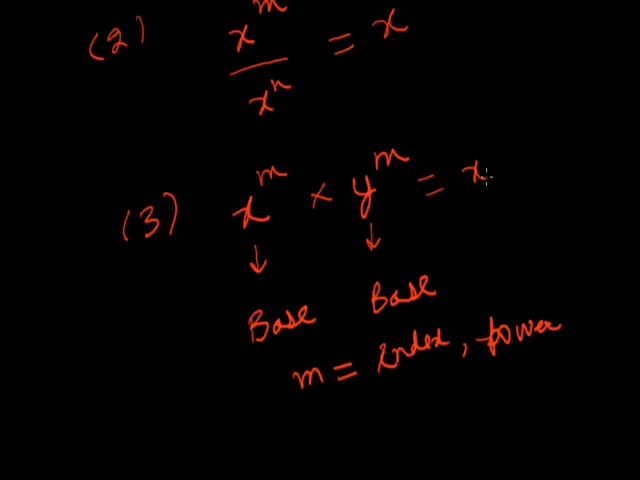 (2) x^m / x^n = x
(3) x^m × y^m = x
Base Base
m = index, power